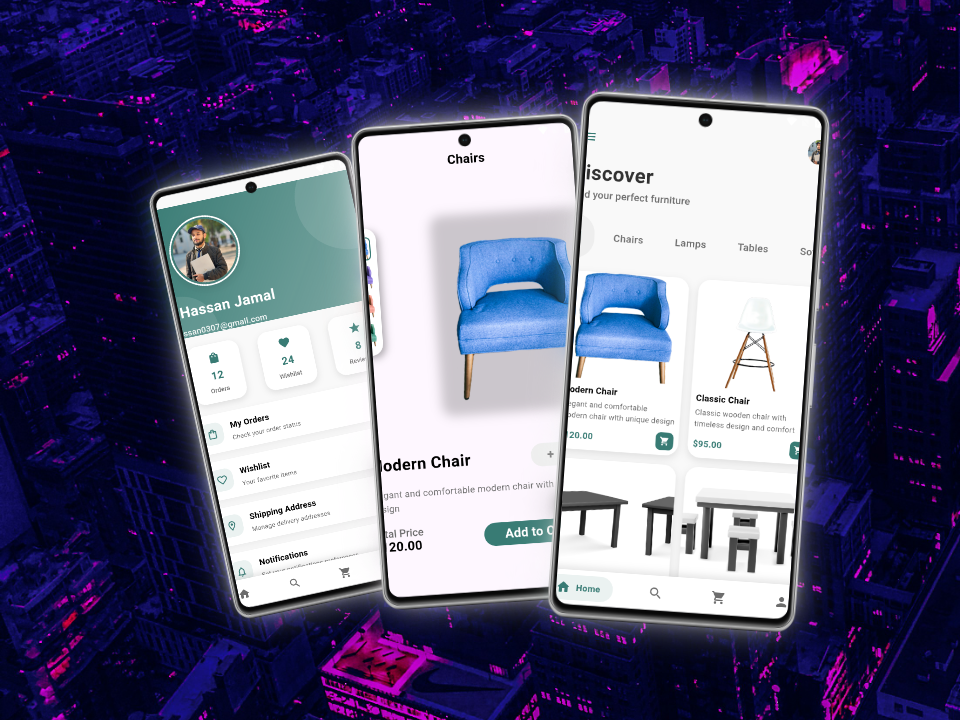 Hassan Jamal
ssan0307@gmail.com
12
Orders
24
Wishlist
8
Revie
My Orders
Check your order status
Wishlist
Your favorite items
Shipping Address
Manage delivery addresses
Notifications
Chairs
odern Chair
+
gant and comfortable modern chair with
sign
tal Price
20.00
Add to C
iscover
d your perfect furniture
Chairs
Lamps
Tables
So
odern Chair
egant and comfortable
odern chair with unique design
20.00
Classic Chair
Classic wooden chair with
timeless design and comfort
$95.00
Home